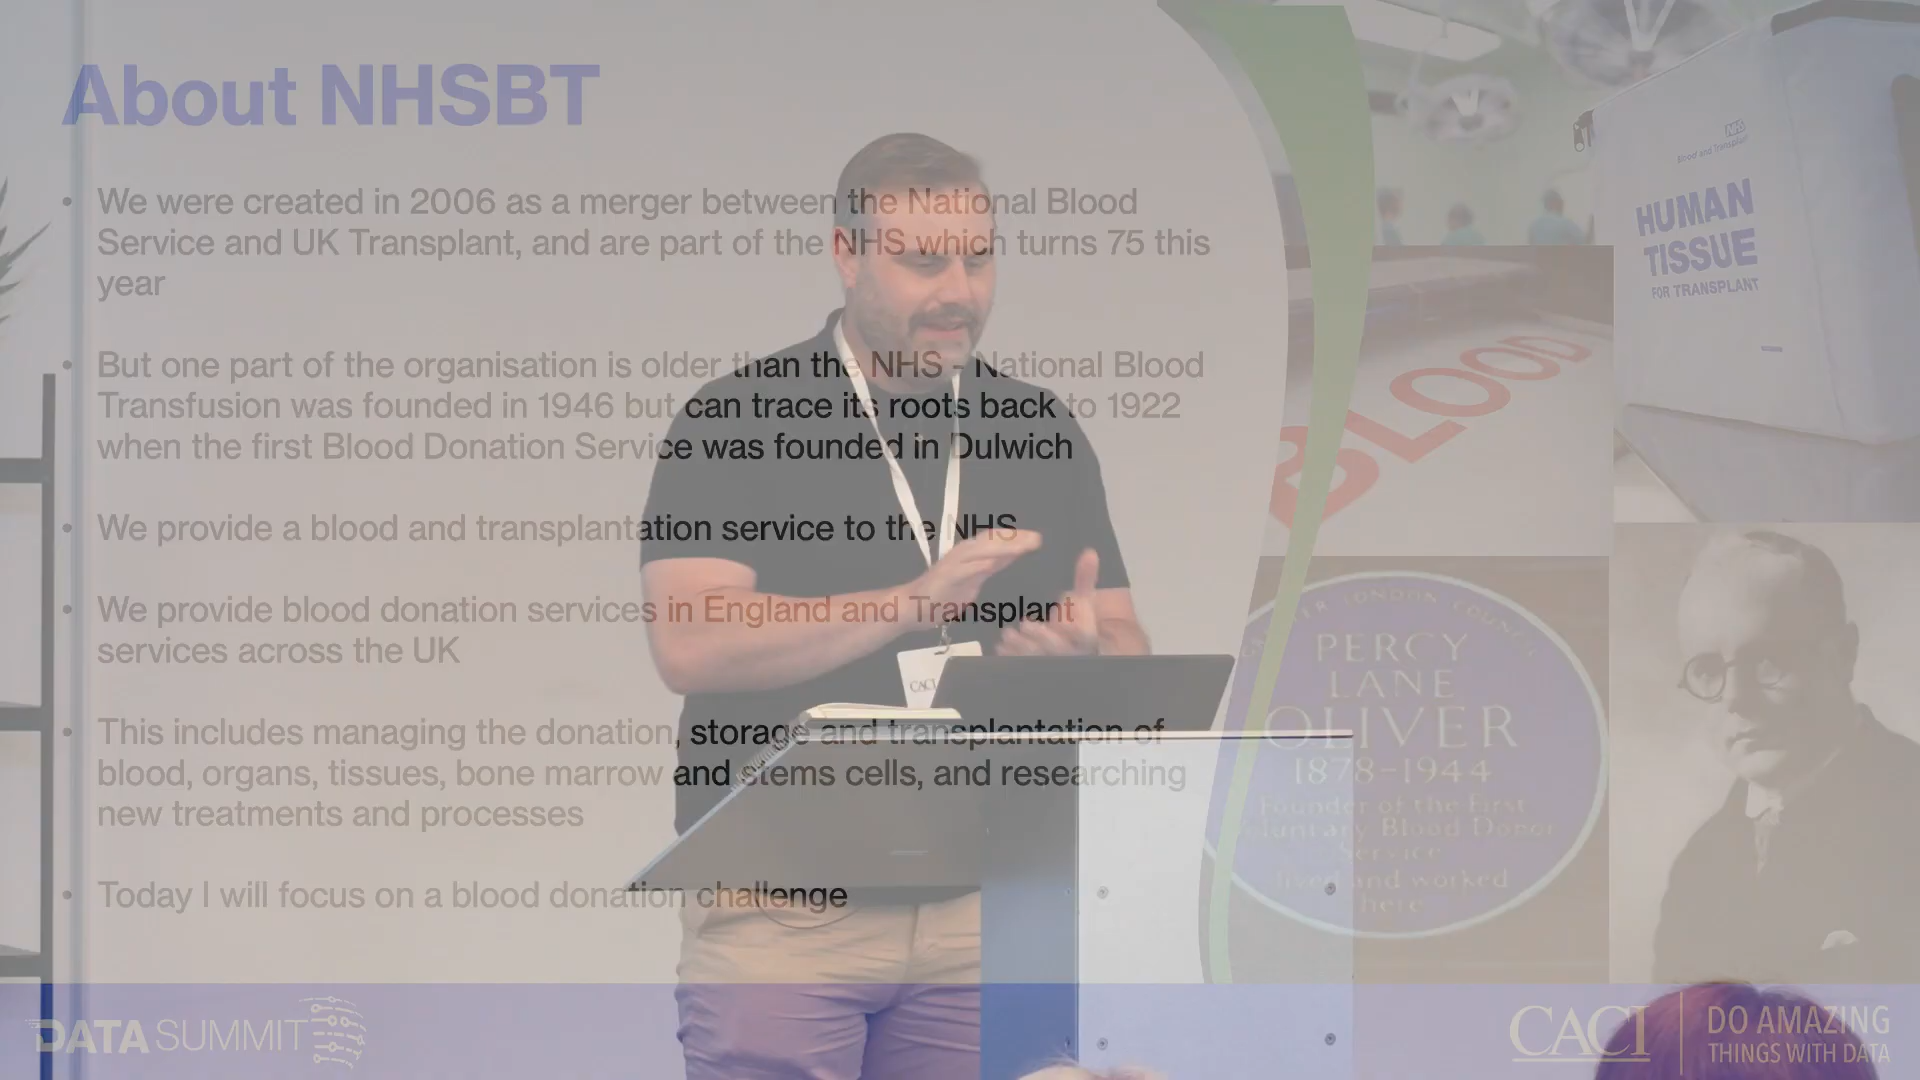 About NHSBT
• We were created in 2006 as a merger between the National Blood
Service and UK Transplant, and are part of the NHS which turns 75 this
year
• But one part of the organisation is older than the NHS - National Blood
Transfusion was founded in 1946 but can trace its roots back to 1922
when the first Blood Donation Service was founded in Dulwich
• We provide a blood and transplantation service to the NHS
• We provide blood donation services in England and Transplant
services across the UK
• This includes managing the donation, storage and transplantation of
blood, organs, tissues, bone marrow and stems cells, and researching
new treatments and processes
• Today I will focus on a blood donation challenge
NHS
Blood and Transplant
HUMAN
TISSUE
FOR TRANSPLANT
BLOOD
LONDON COUNCIL
PERCY
LANE
OLIVER
1878-1944
Founder of the First
Voluntary Blood Donor
Service
lived and worked
here
CACI
DATA SUMMIT
CACI
DO AMAZING
THINGS WITH DATA